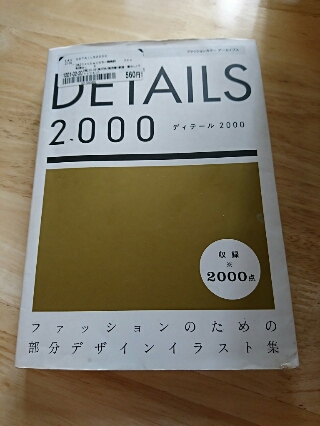 560円
DETAILS
2.000
ディテール 2000
収録
※
2000点
ファッションのための
部分デザインイラスト集